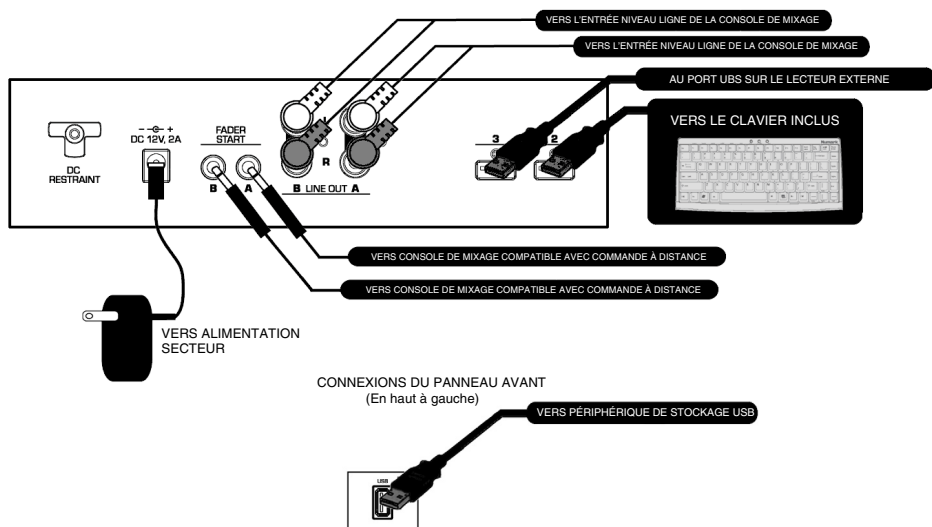 VERS L'ENTRÉE NIVEAU LIGNE DE LA CONSOLE DE MIXAGE
VERS L'ENTRÉE NIVEAU LIGNE DE LA CONSOLE DE MIXAGE
AU PORT UBS SUR LE LECTEUR EXTERNE
VERS LE CLAVIER INCLUS
Numark
DC
RESTRAINT
- +
DC 12V, 2A
FADER
START
B A
R
B LINE OUT A
3 2
VERS CONSOLE DE MIXAGE COMPATIBLE AVEC COMMANDE À DISTANCE
VERS CONSOLE DE MIXAGE COMPATIBLE AVEC COMMANDE À DISTANCE
VERS ALIMENTATION
SECTEUR
CONNEXIONS DU PANNEAU AVANT
(En haut à gauche)
VERS PÉRIPHÉRIQUE DE STOCKAGE USB
USB